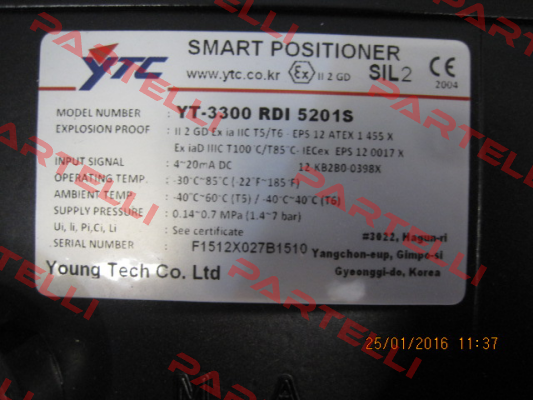 YTC
SMART POSITIONER
www.ytc.co.kr Ex II 2 GD SIL2 CE
2004
MODEL NUMBER : YT-3300 RDI 5201S
EXPLOSION PROOF : II 2 GD Ex ia IIC T5/T6 - EPS 12 ATEX 1 455 X
Ex iaD IIIC T100℃/T85℃- IECex EPS 12 0017 X
INPUT SIGNAL : 4~20mA DC 12-KB2B0-0398X
OPERATING TEMP. : -30℃~85℃ (-22˚F~185˚F)
AMBIENT TEMP : -40℃~60℃ (T5) / -40℃~40℃ (T6)
SUPPLY PRESSURE : 0.14~0.7 MPa (1.4~7 bar)
Ui, Ii, Pi,Ci, Li : See certificate
SERIAL NUMBER : F1512X027B1510
#3022, Hagun-ri
Yangchon-eup, Gimpo-si
Gyeonggi-do, Korea
Young Tech Co. Ltd
25/01/2016 11:37
PARTELLI